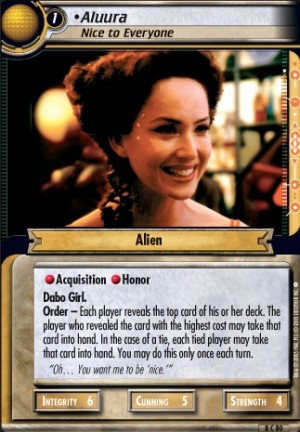 1
•Aluura
Nice to Everyone
Alien
Acquisition Honor
Dabo Girl.
Order – Each player reveals the top card of his or her deck. The
player who revealed the card with the highest cost may take that
card into hand. In the case of a tie, each tied player may take
that card into hand. You may do this only once each turn.
"Oh... You want me to be 'nice.'"
Integrity 6 Cunning 5 Strength 4
8 C 80